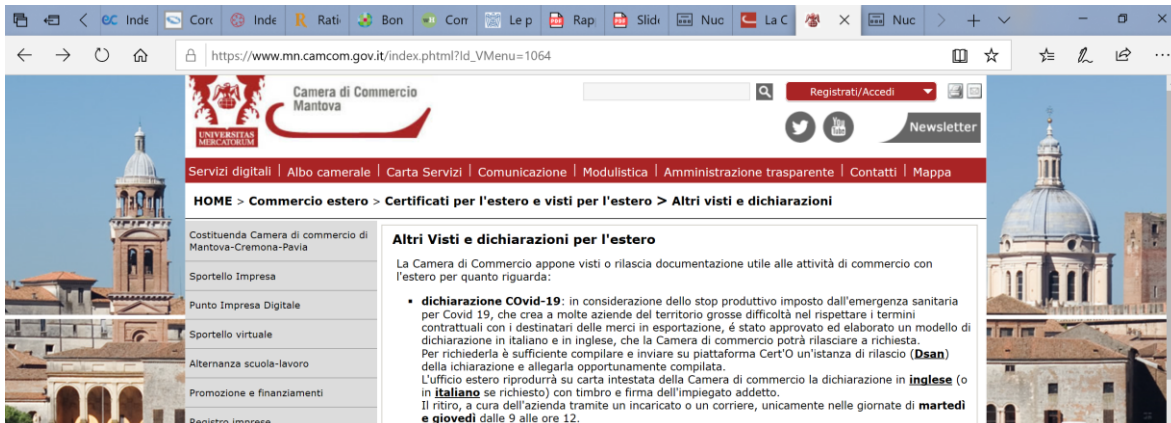 Inde
Core
Inde
Rati
Bon
Com
Le p
Rap
Slide
Nuc
La C
Nuc
https://www.mn.camcom.gov.it/index.phtml?Id_VMenu=1064
UNIVERSITAS
MERCATORUM
Camera di Commercio
Mantova
Registrati/Accedi
You
Tube
Newsletter
Servizi digitali | Albo camerale | Carta Servizi | Comunicazione | Modulistica | Amministrazione trasparente | Contatti | Mappa
HOME > Commercio estero > Certificati per l'estero e visti per l'estero > Altri visti e dichiarazioni
Costituenda Camera di commercio di
Mantova-Cremona-Pavia
Sportello Impresa
Punto Impresa Digitale
Sportello virtuale
Alternanza scuola-lavoro
Promozione e finanziamenti
Registro imprese
Altri Visti e dichiarazioni per l'estero
La Camera di Commercio appone visti o rilascia documentazione utile alle attività di commercio con
l'estero per quanto riguarda:
▪ dichiarazione COvid-19: in considerazione dello stop produttivo imposto dall'emergenza sanitaria
per Covid 19, che crea a molte aziende del territorio grosse difficoltà nel rispettare i termini
contrattuali con i destinatari delle merci in esportazione, é stato approvato ed elaborato un modello di
dichiarazione in italiano e in inglese, che la Camera di commercio potrà rilasciare a richiesta.
Per richiederla è sufficiente compilare e inviare su piattaforma Cert'O un'istanza di rilascio (Dsan)
della ichiarazione e allegarla opportunamente compilata.
L'ufficio estero riprodurrà su carta intestata della Camera di commercio la dichiarazione in inglese (o
in italiano se richiesto) con timbro e firma dell'impiegato addetto.
Il ritiro, a cura dell'azienda tramite un incaricato o un corriere, unicamente nelle giornate di martedì
e giovedì dalle 9 alle ore 12.